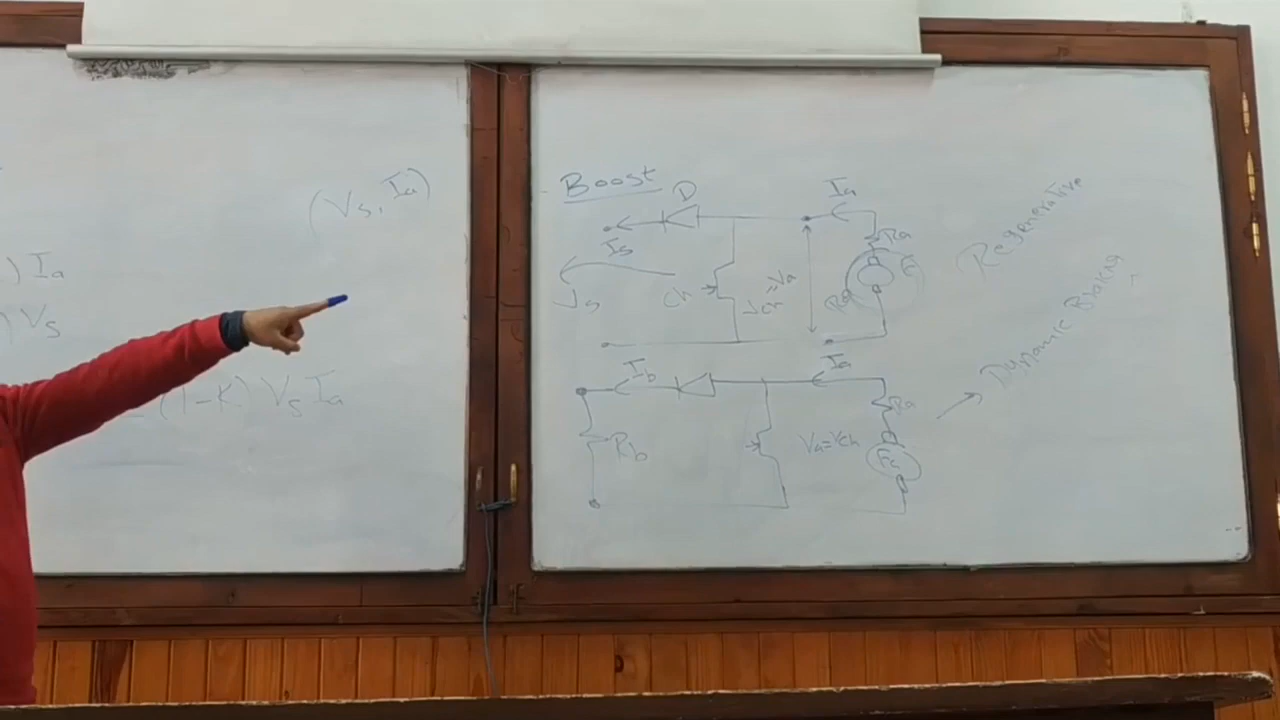 (Vs, Ia)
) Ia
) Vs
(1-K) Vs Ia
Boost
D
Ia
Is
Ra
Vs
Ch
Vch=Va
Regenerative
Ib
Ia
Ra
Rb
Va=Vch
→ Dynamic Braking